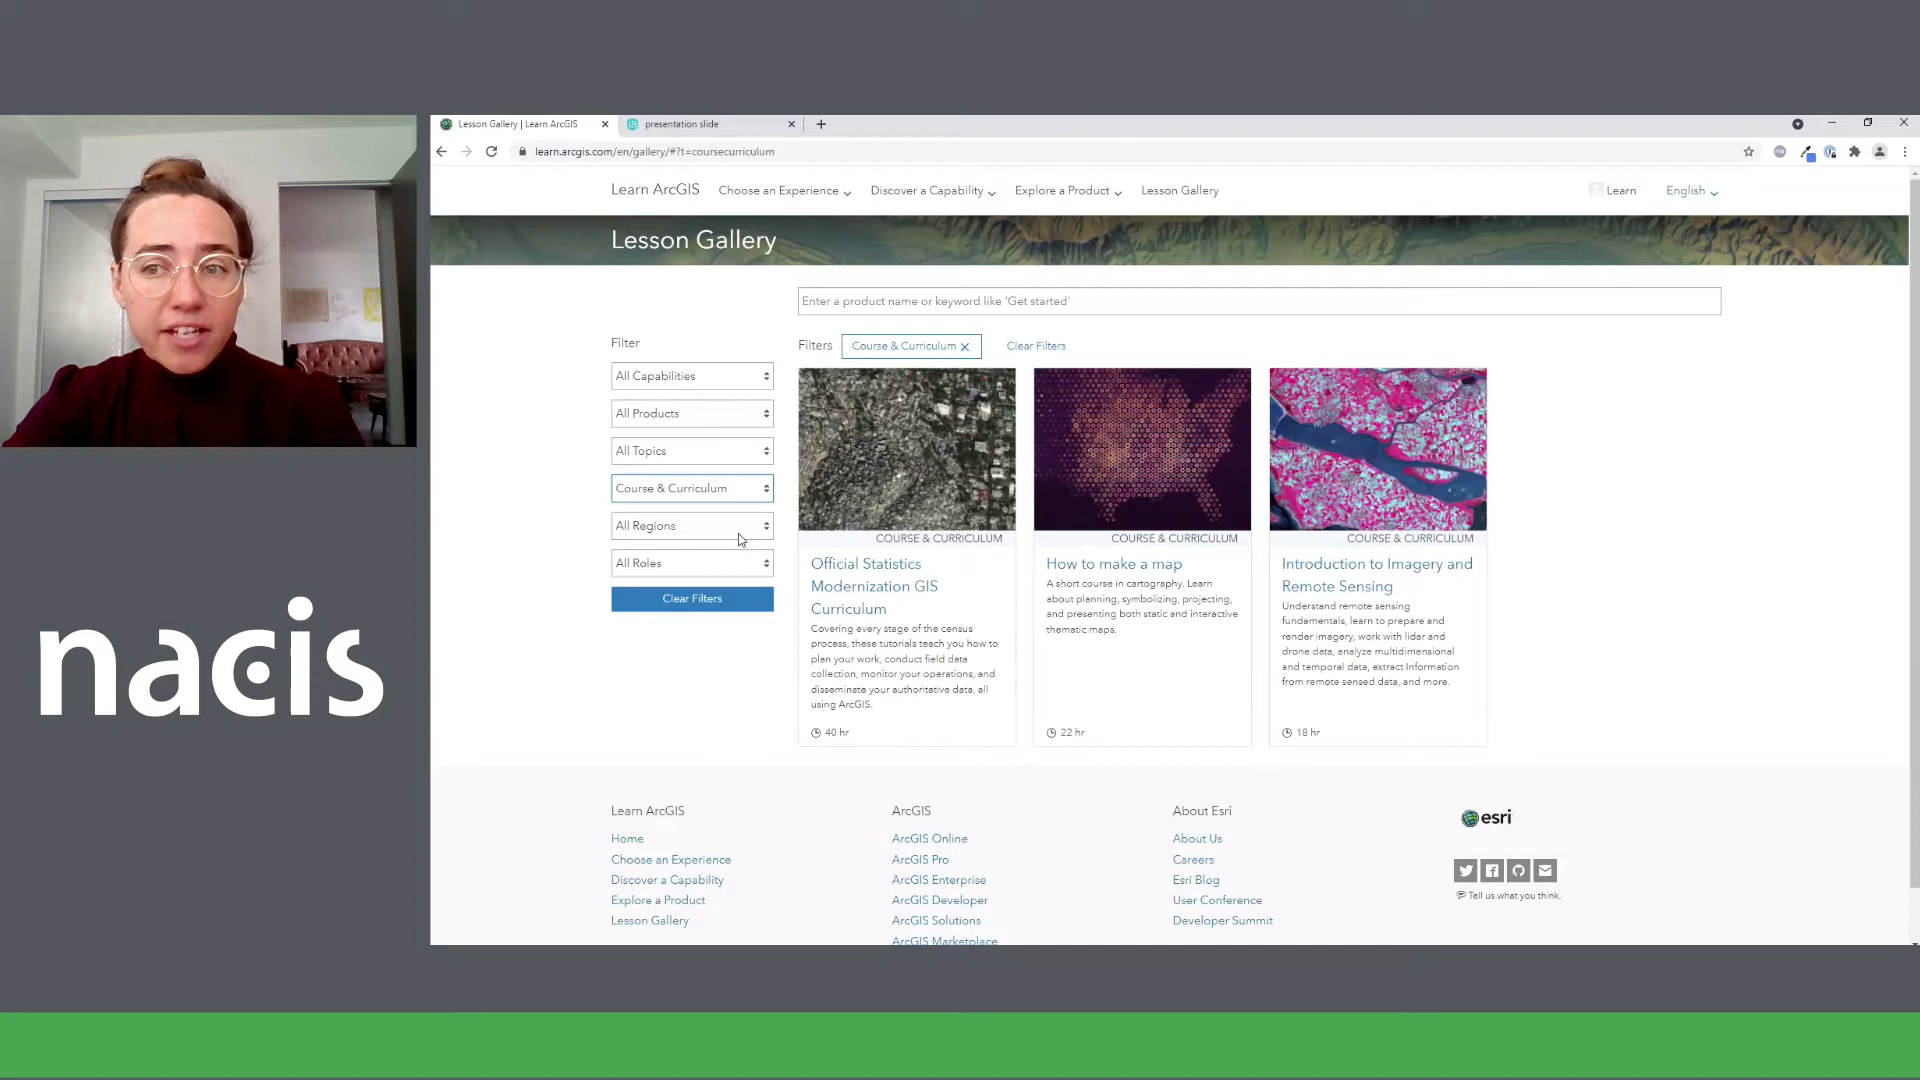 Lesson Gallery | Learn ArcGIS
presentation slide
learn.arcgis.com/en/gallery/#?t=coursecurriculum
Learn ArcGIS
Choose an Experience
Discover a Capability
Explore a Product
Lesson Gallery
Learn
English
Lesson Gallery
Enter a product name or keyword like 'Get started'
Filter
All Capabilities
All Products
All Topics
Course & Curriculum
All Regions
All Roles
Clear Filters
Filters
Course & Curriculum
Clear Filters
COURSE & CURRICULUM
Official Statistics
Modernization GIS
Curriculum
Covering every stage of the census
process, these tutorials teach you how to
plan your work, conduct field data
collection, monitor your operations, and
disseminate your authoritative data, all
using ArcGIS.
40 hr
COURSE & CURRICULUM
How to make a map
A short course in cartography. Learn
about planning, symbolizing, projecting,
and presenting both static and interactive
thematic maps.
22 hr
COURSE & CURRICULUM
Introduction to Imagery and
Remote Sensing
Understand remote sensing
fundamentals, learn to prepare and
render imagery, work with lidar and
drone data, analyze multidimensional
and temporal data, extract Information
from remote sensed data, and more.
18 hr
nacis
Learn ArcGIS
Home
Choose an Experience
Discover a Capability
Explore a Product
Lesson Gallery
ArcGIS
ArcGIS Online
ArcGIS Pro
ArcGIS Enterprise
ArcGIS Developer
ArcGIS Solutions
ArcGIS Marketplace
About Esri
About Us
Careers
Esri Blog
User Conference
Developer Summit
esri
Tell us what you think.